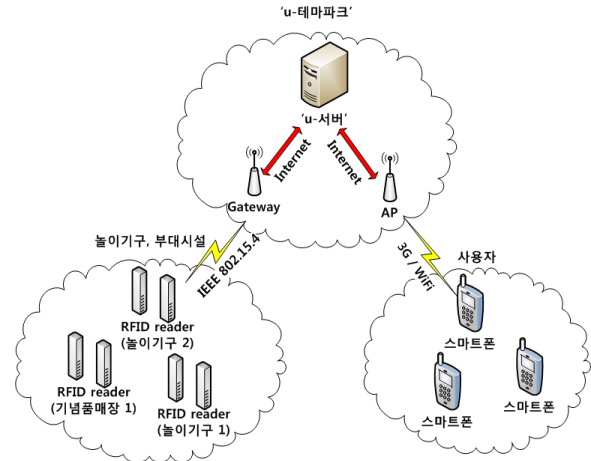 'u-테마파크'
'u-서버'
Internet
Internet
Gateway
AP
놀이기구, 부대시설
IEEE 802.15.4
3G / WiFi
사용자
RFID reader
(놀이기구 2)
RFID reader
(기념품매장 1)
RFID reader
(놀이기구 1)
스마트폰
스마트폰
스마트폰